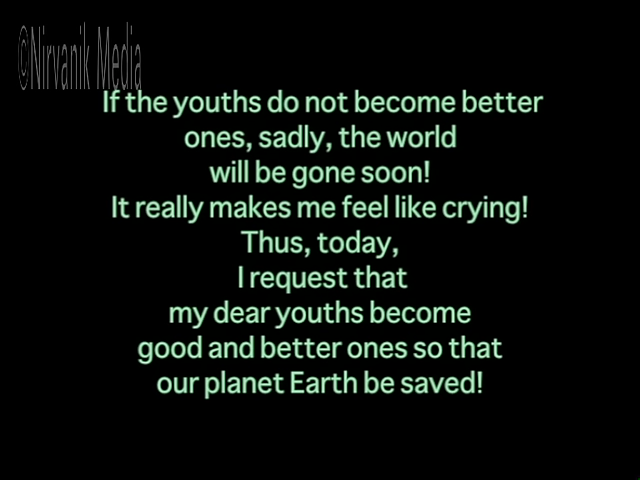 ©Nirvanik Media
If the youths do not become better
ones, sadly, the world
will be gone soon!
It really makes me feel like crying!
Thus, today,
I request that
my dear youths become
good and better ones so that
our planet Earth be saved!